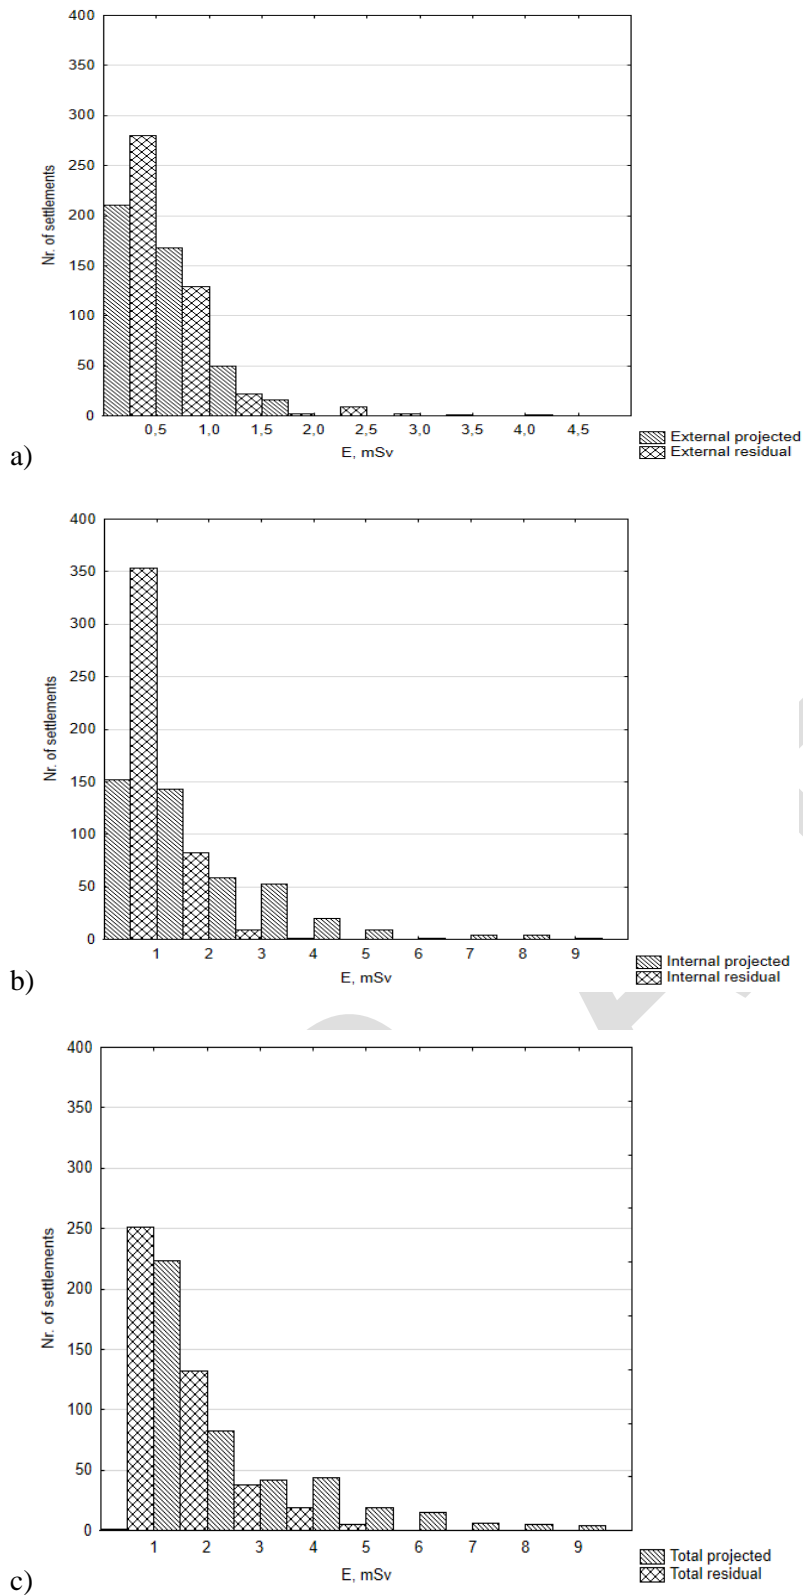 400
350
300
250
200
150
100
50
0
Nr. of settlements
0,5 1,0 1,5 2,0 2,5 3,0 3,5 4,0 4,5
E, mSv
External projected
External residual
a)
400
350
300
250
200
150
100
50
0
Nr. of settlements
1 2 3 4 5 6 7 8 9
E, mSv
Internal projected
Internal residual
b)
400
350
300
250
200
150
100
50
0
Nr. of settlements
1 2 3 4 5 6 7 8 9
E, mSv
Total projected
Total residual
c)